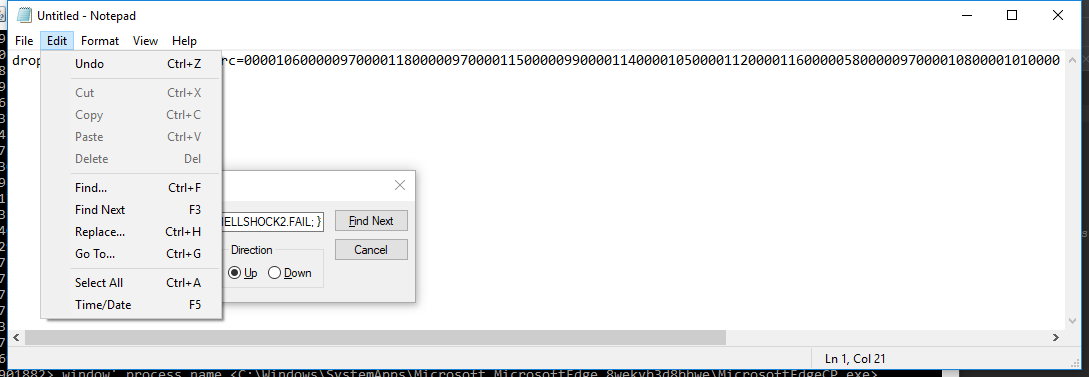 Untitled - Notepad
File Edit Format View Help
drop rc=000010600000970000118000009700001150000099000011400001050000112000011600000580000097000010800001010000
Undo Ctrl+Z
Cut Ctrl+X
Copy Ctrl+C
Paste Ctrl+V
Delete Del
Find... Ctrl+F
Find Next F3
Replace... Ctrl+H
Go To... Ctrl+G
Select All Ctrl+A
Time/Date F5
HELLSHOCK2.FAIL; } Find Next
Cancel
Direction
Up Down
Ln 1, Col 21
001882> window' process name <C:\Windows\SystemApps\Microsoft.MicrosoftEdge_8wekyb3d8bbwe\MicrosoftEdgeCP.exe>